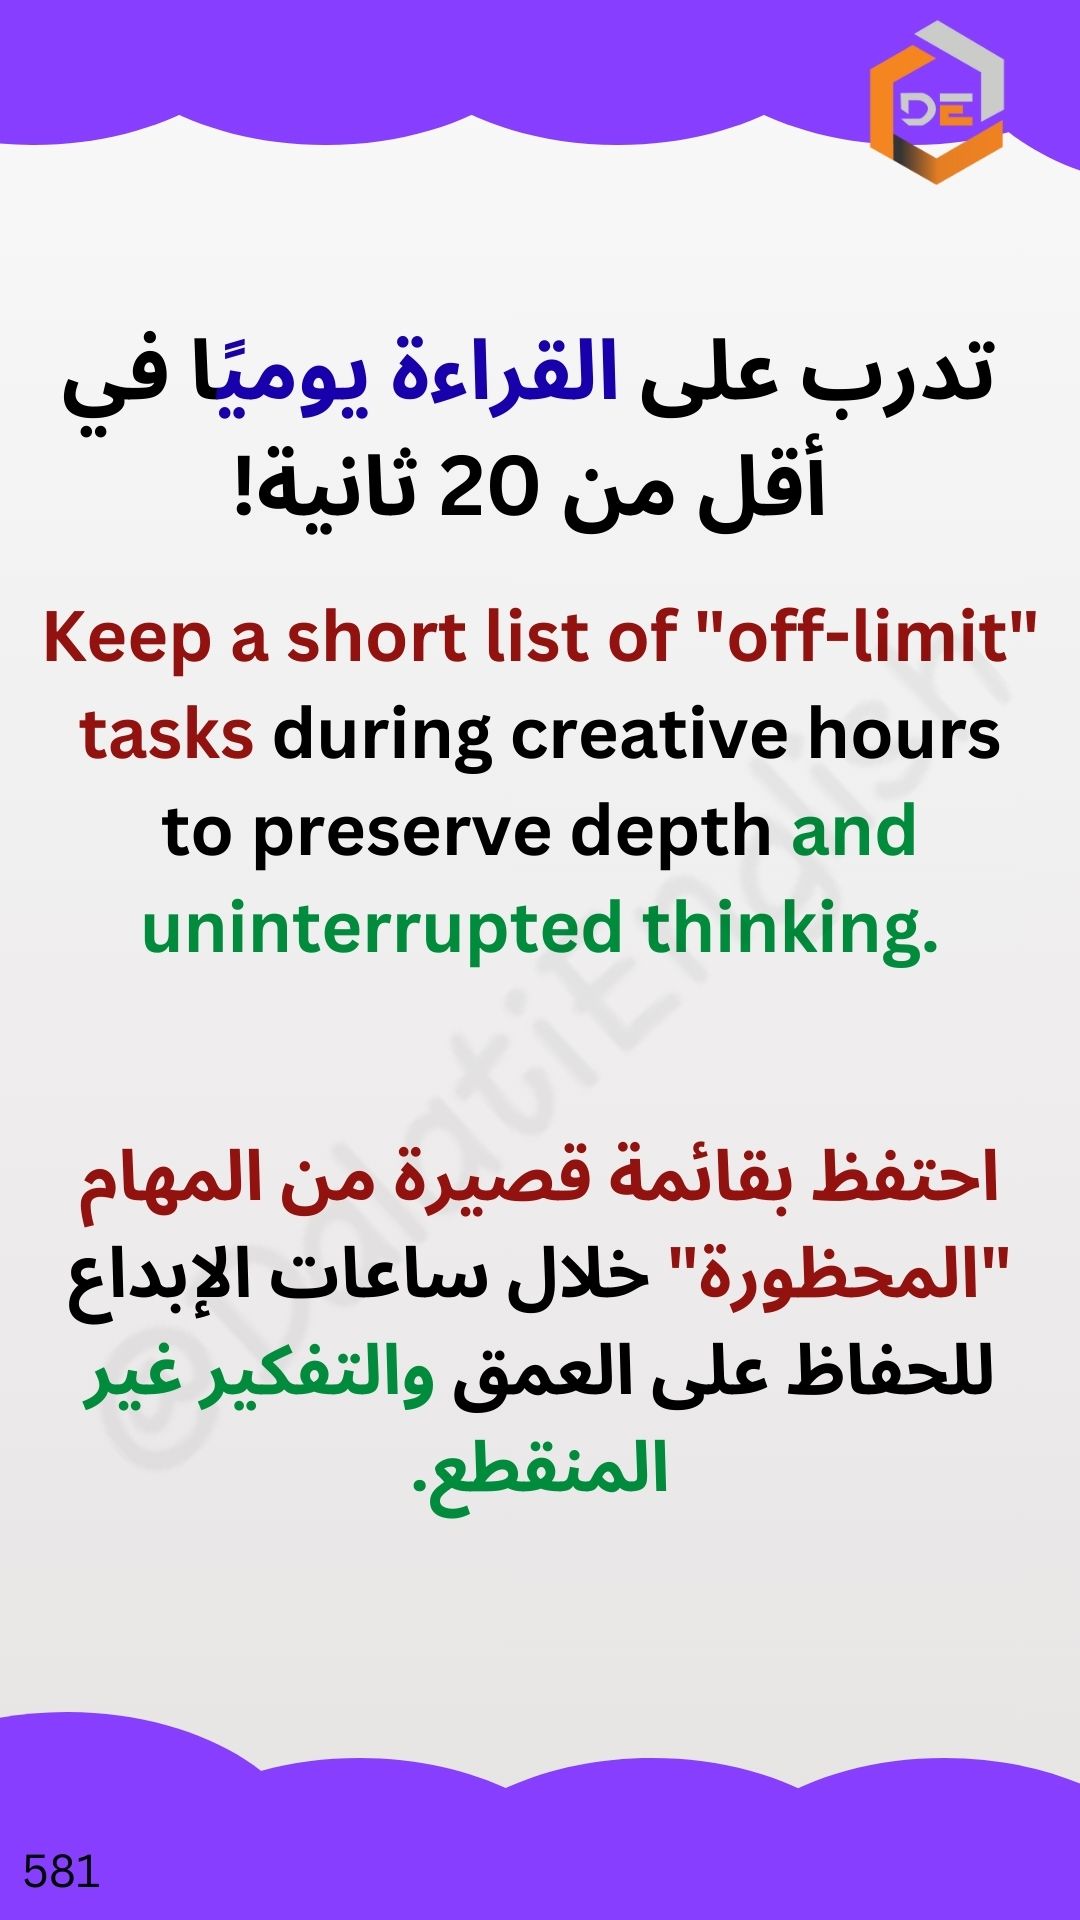 DE
تدرب على القراءة يوميًا في
أقل من 20 ثانية!
Keep a short list of "off-limit"
tasks during creative hours
to preserve depth and
uninterrupted thinking.
@DalatiEnglish
احتفظ بقائمة قصيرة من المهام
"المحظورة" خلال ساعات الإبداع
للحفاظ على العمق والتفكير غير
المنقطع.
581